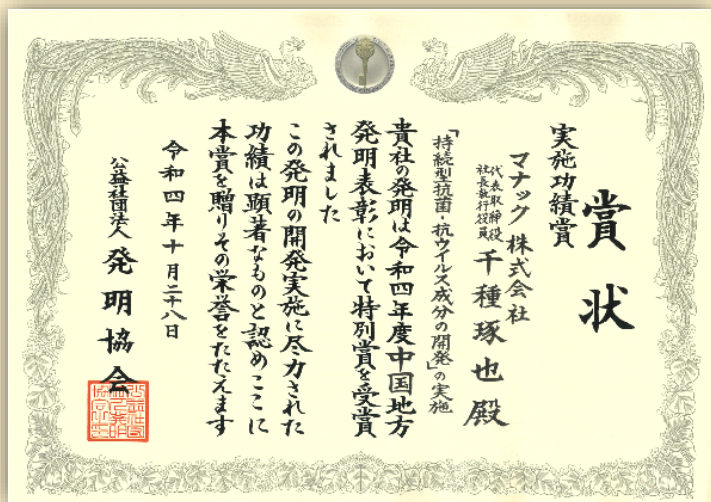 賞状
実施功績賞
マナック株式会社
代表取締役
社長執行役員
千種琢也殿
「持続型抗菌・抗ウイルス成分の開発」の実施
貴社の発明は令和四年度中国地方
発明表彰において特別賞を受賞
されました
この発明の開発実施に尽力された
功績は顕著なものと認めここに
本賞を贈りその栄誉をたたえます
令和四年十月二十八日
公益社団法人
発明協会